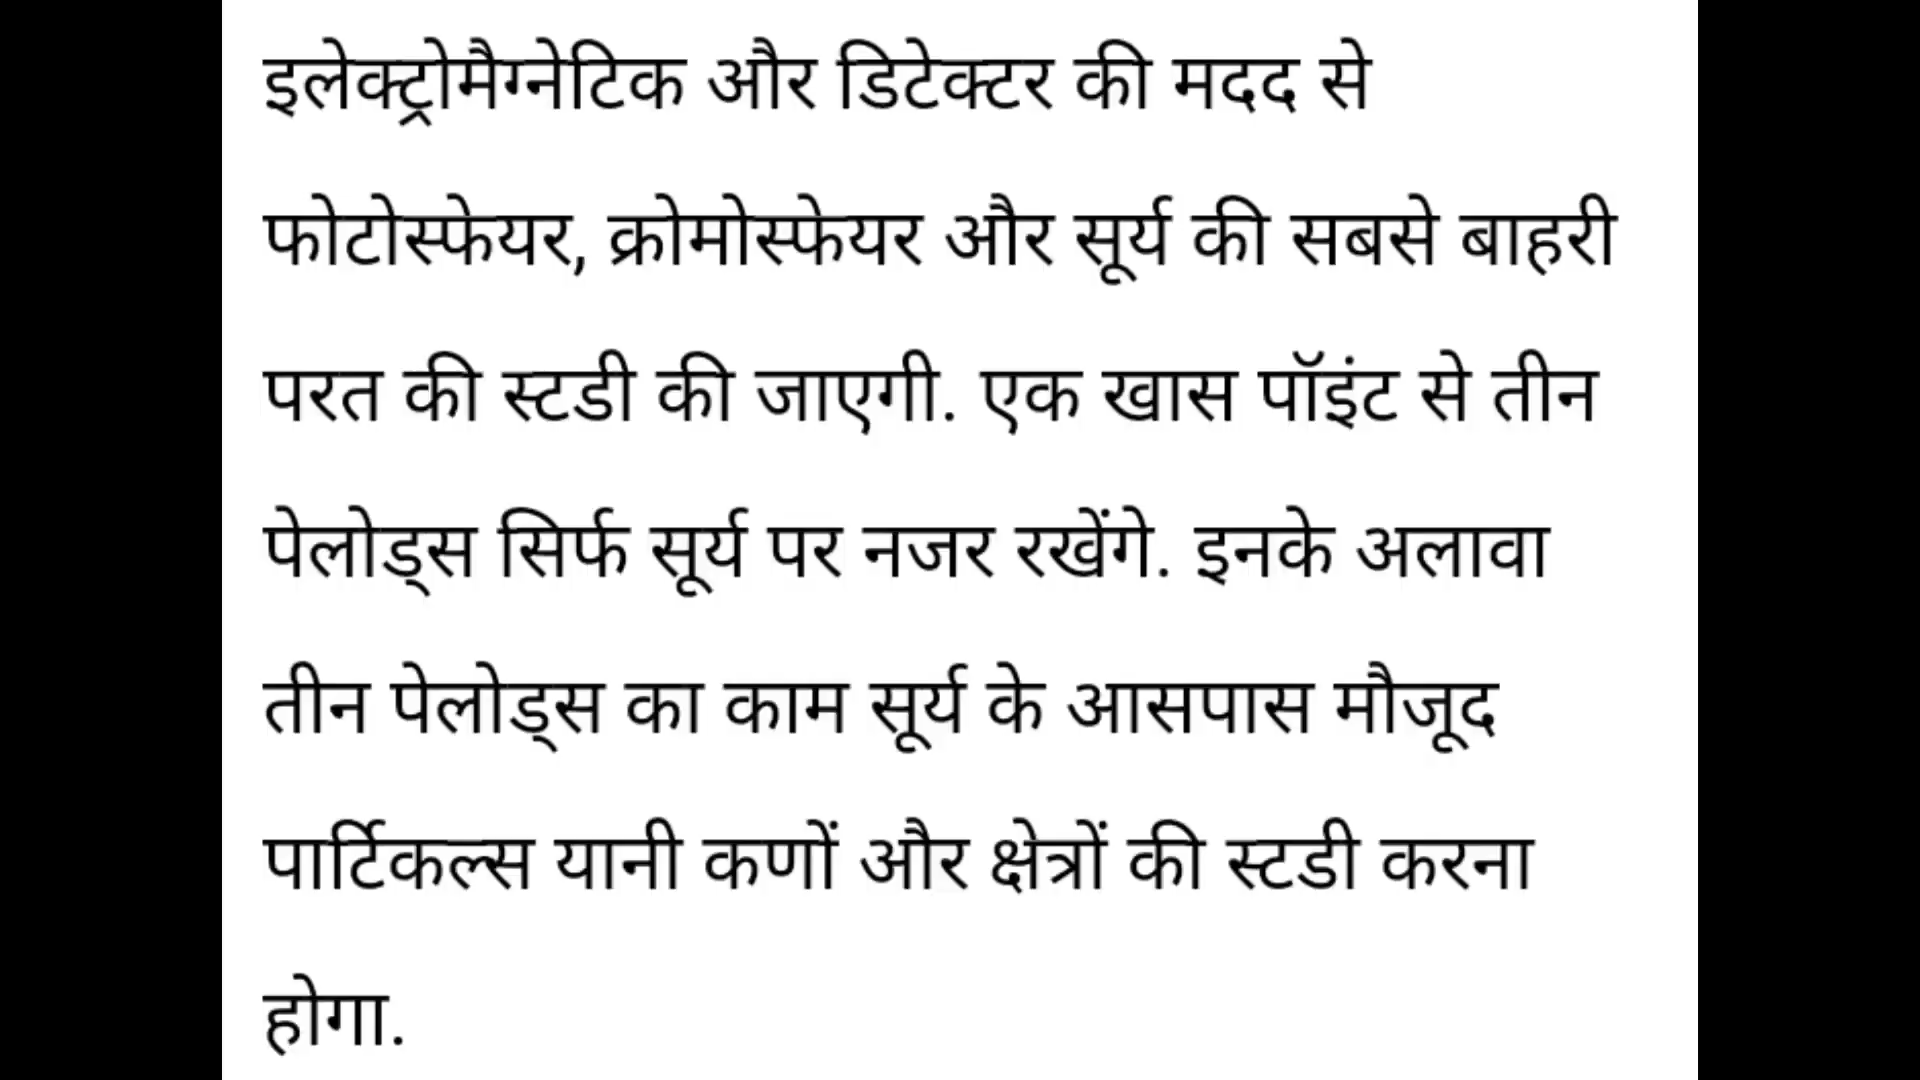 इलेक्ट्रोमैग्नेटिक और डिटेक्टर की मदद से
फोटोस्फेयर, क्रोमोस्फेयर और सूर्य की सबसे बाहरी
परत की स्टडी की जाएगी. एक खास पॉइंट से तीन
पेलोड्स सिर्फ सूर्य पर नजर रखेंगे. इनके अलावा
तीन पेलोड्स का काम सूर्य के आसपास मौजूद
पार्टिकल्स यानी कणों और क्षेत्रों की स्टडी करना
होगा.